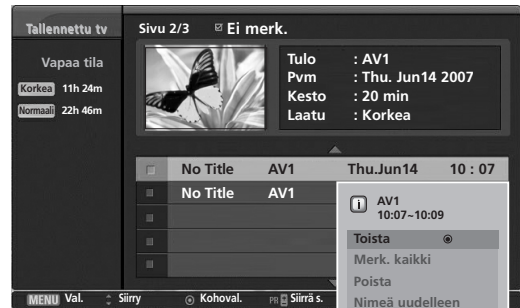 Tallennettu tv
Sivu 2/3 Ei merk.
Vapaa tila
Korkea 11h 24m
Normaali 22h 46m
Tulo : AV1
Pvm : Thu. Jun14 2007
Kesto : 20 min
Laatu : Korkea
No Title AV1 Thu.Jun14 10 : 07
No Title AV1
i AV1
10:07~10:09
Toista
Merk. kaikki
Poista
Nimeä uudelleen
MENU Val. Siirry Kohoval. PR Siirrä s.